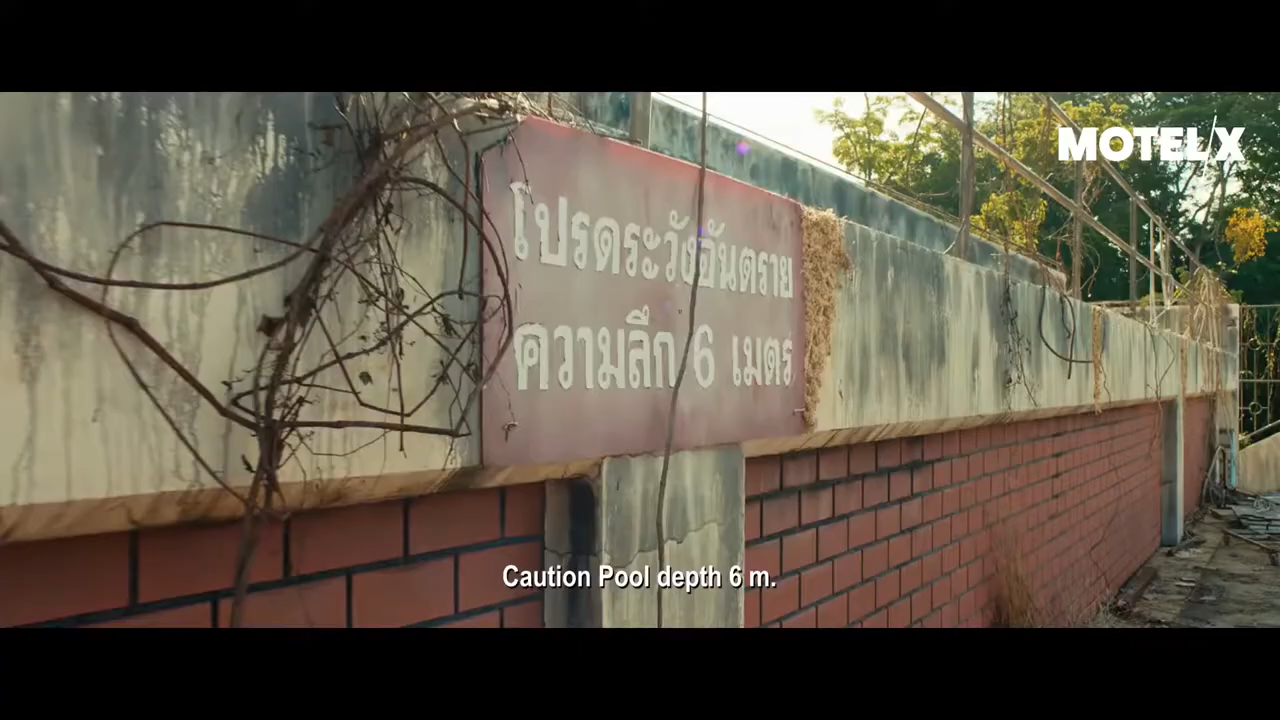 MOTELX
โปรดระวังอันตราย
ความลึก 6 เมตร
Caution Pool depth 6 m.